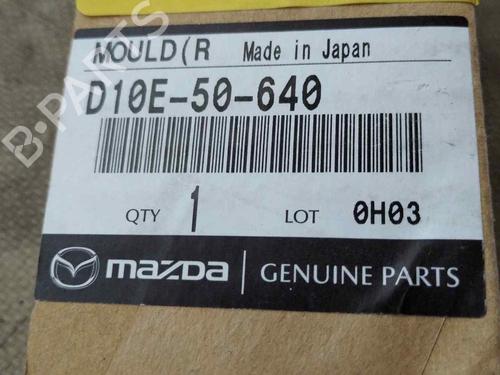 MOULD(R Made in Japan
D10E-50-640
QTY 1 LOT 0H03
mazda GENUINE PARTS
B-PARTS